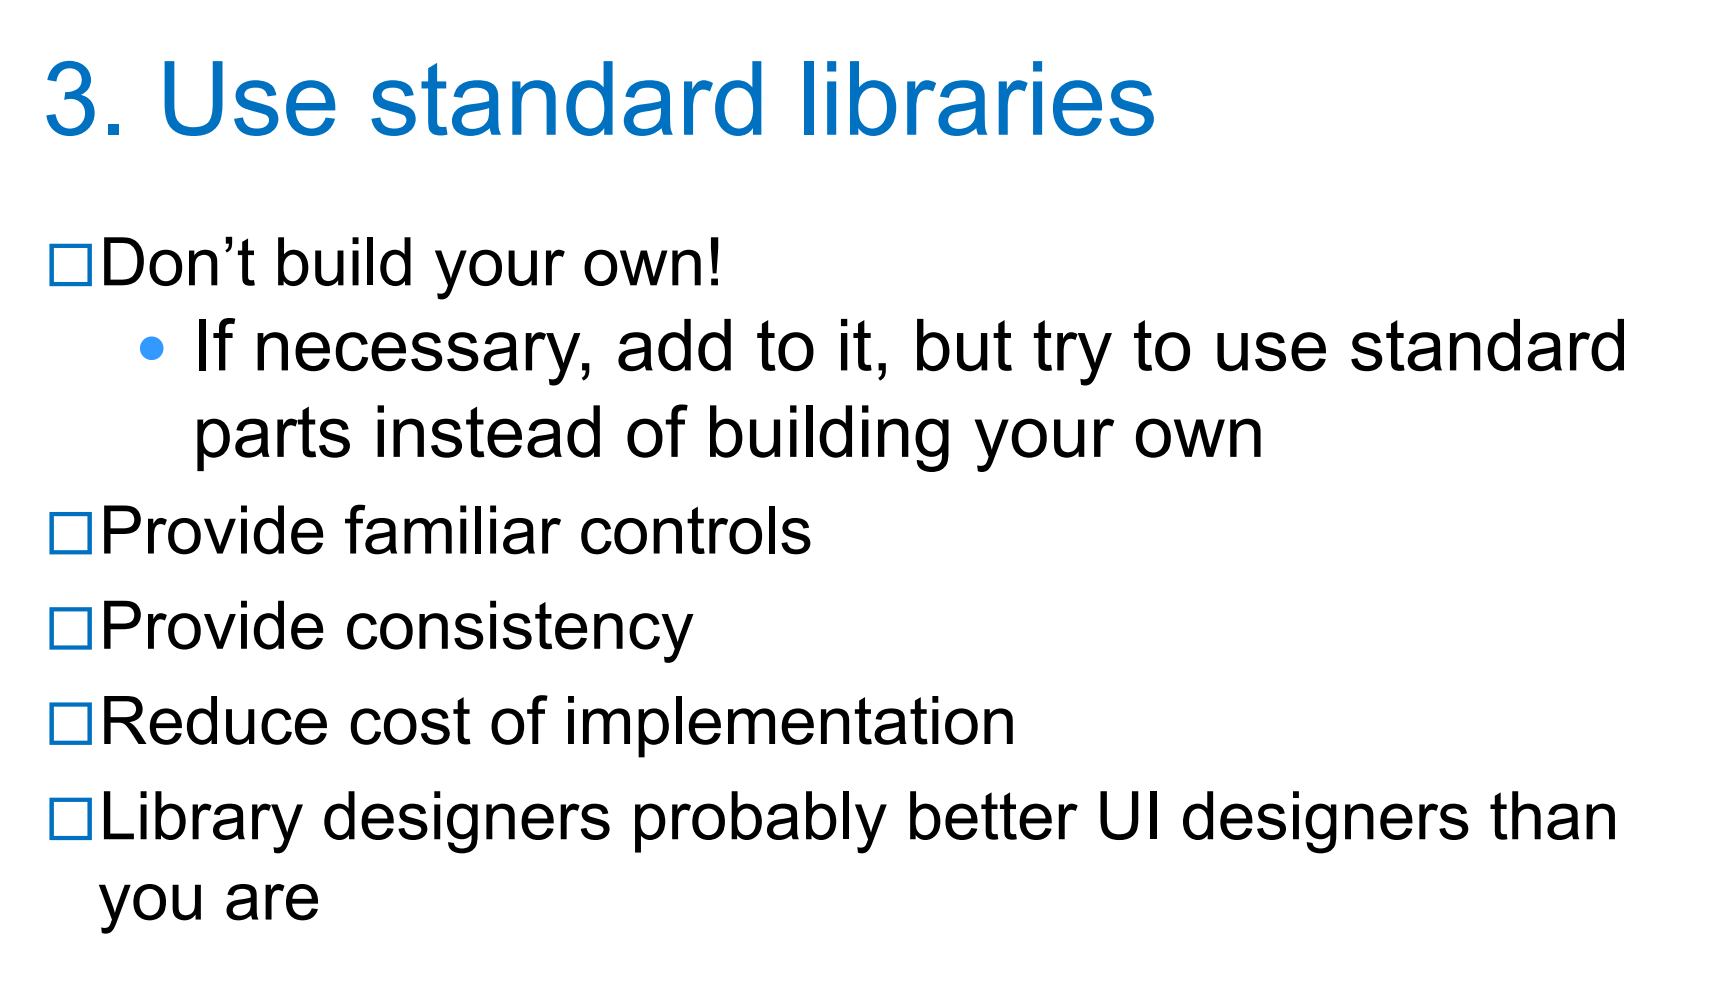 3. Use standard libraries
□Don’t build your own!
• If necessary, add to it, but try to use standard
parts instead of building your own
□Provide familiar controls
□Provide consistency
□Reduce cost of implementation
□Library designers probably better UI designers than
you are